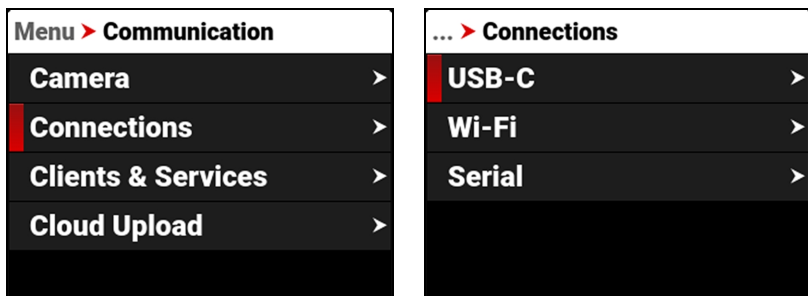 Menu ➤ Communication
Camera ➤
Connections ➤
Clients & Services ➤
Cloud Upload ➤
... ➤ Connections
USB-C ➤
Wi-Fi ➤
Serial ➤